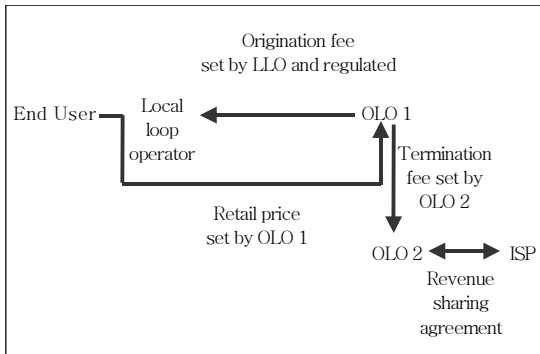 Origination fee
set by LLO and regulated
End User
Local
loop
operator
OLO 1
Termination
fee set by
OLO 2
Retail price
set by OLO 1
OLO 2
ISP
Revenue
sharing
agreement